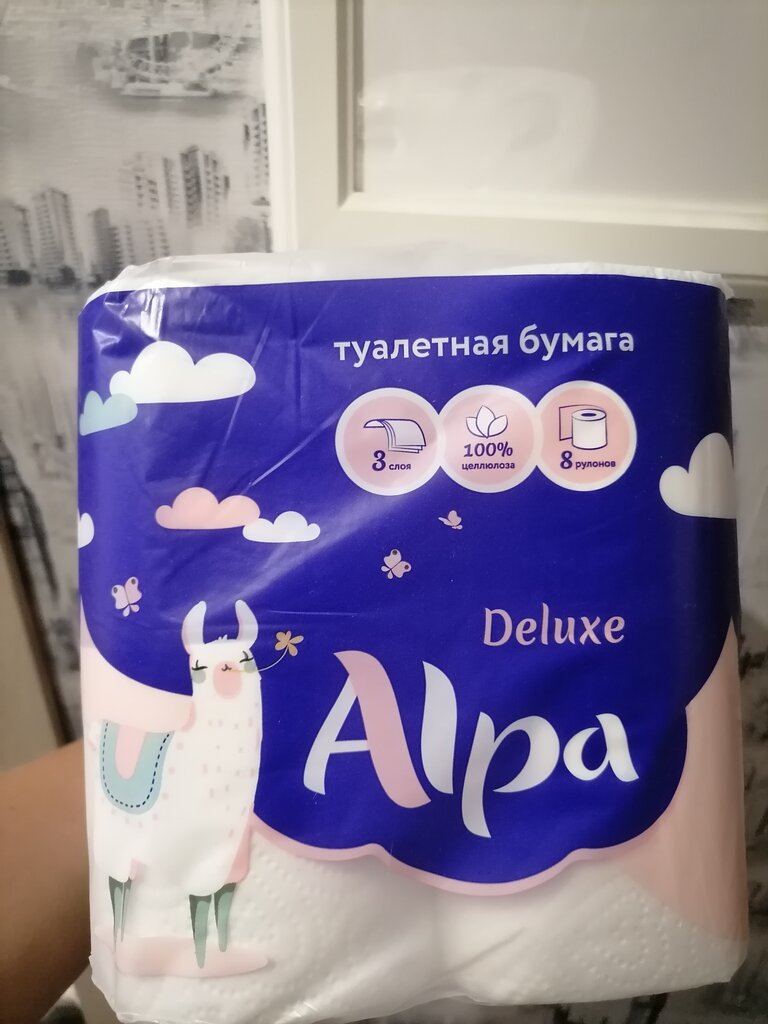 туалетная бумага
3 слоя
100%
целлюлоза
8 рулонов
Deluxe
Alpa